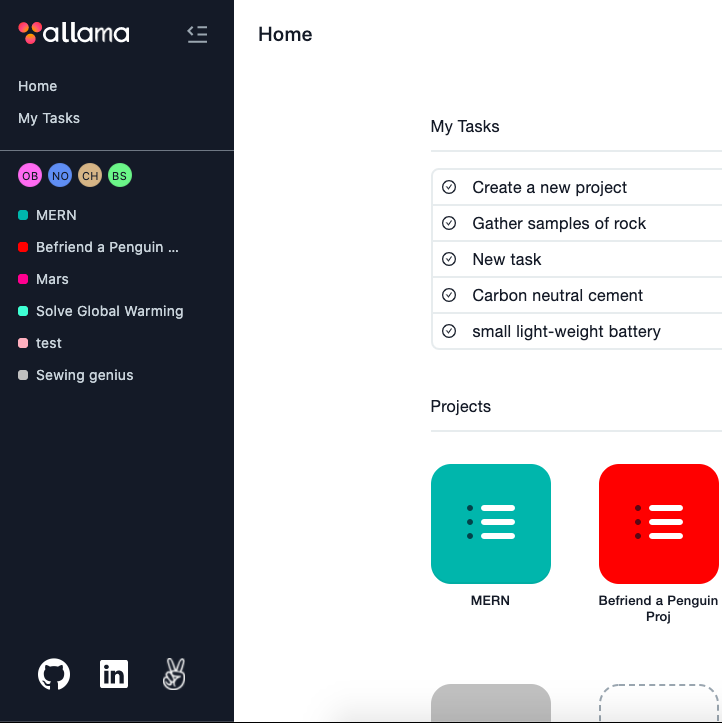 allama
Home
My Tasks
OB NO CH BS
MERN
Befriend a Penguin ...
Mars
Solve Global Warming
test
Sewing genius
in
Home
My Tasks
Create a new project
Gather samples of rock
New task
Carbon neutral cement
small light-weight battery
Projects
MERN
Befriend a Penguin
Proj